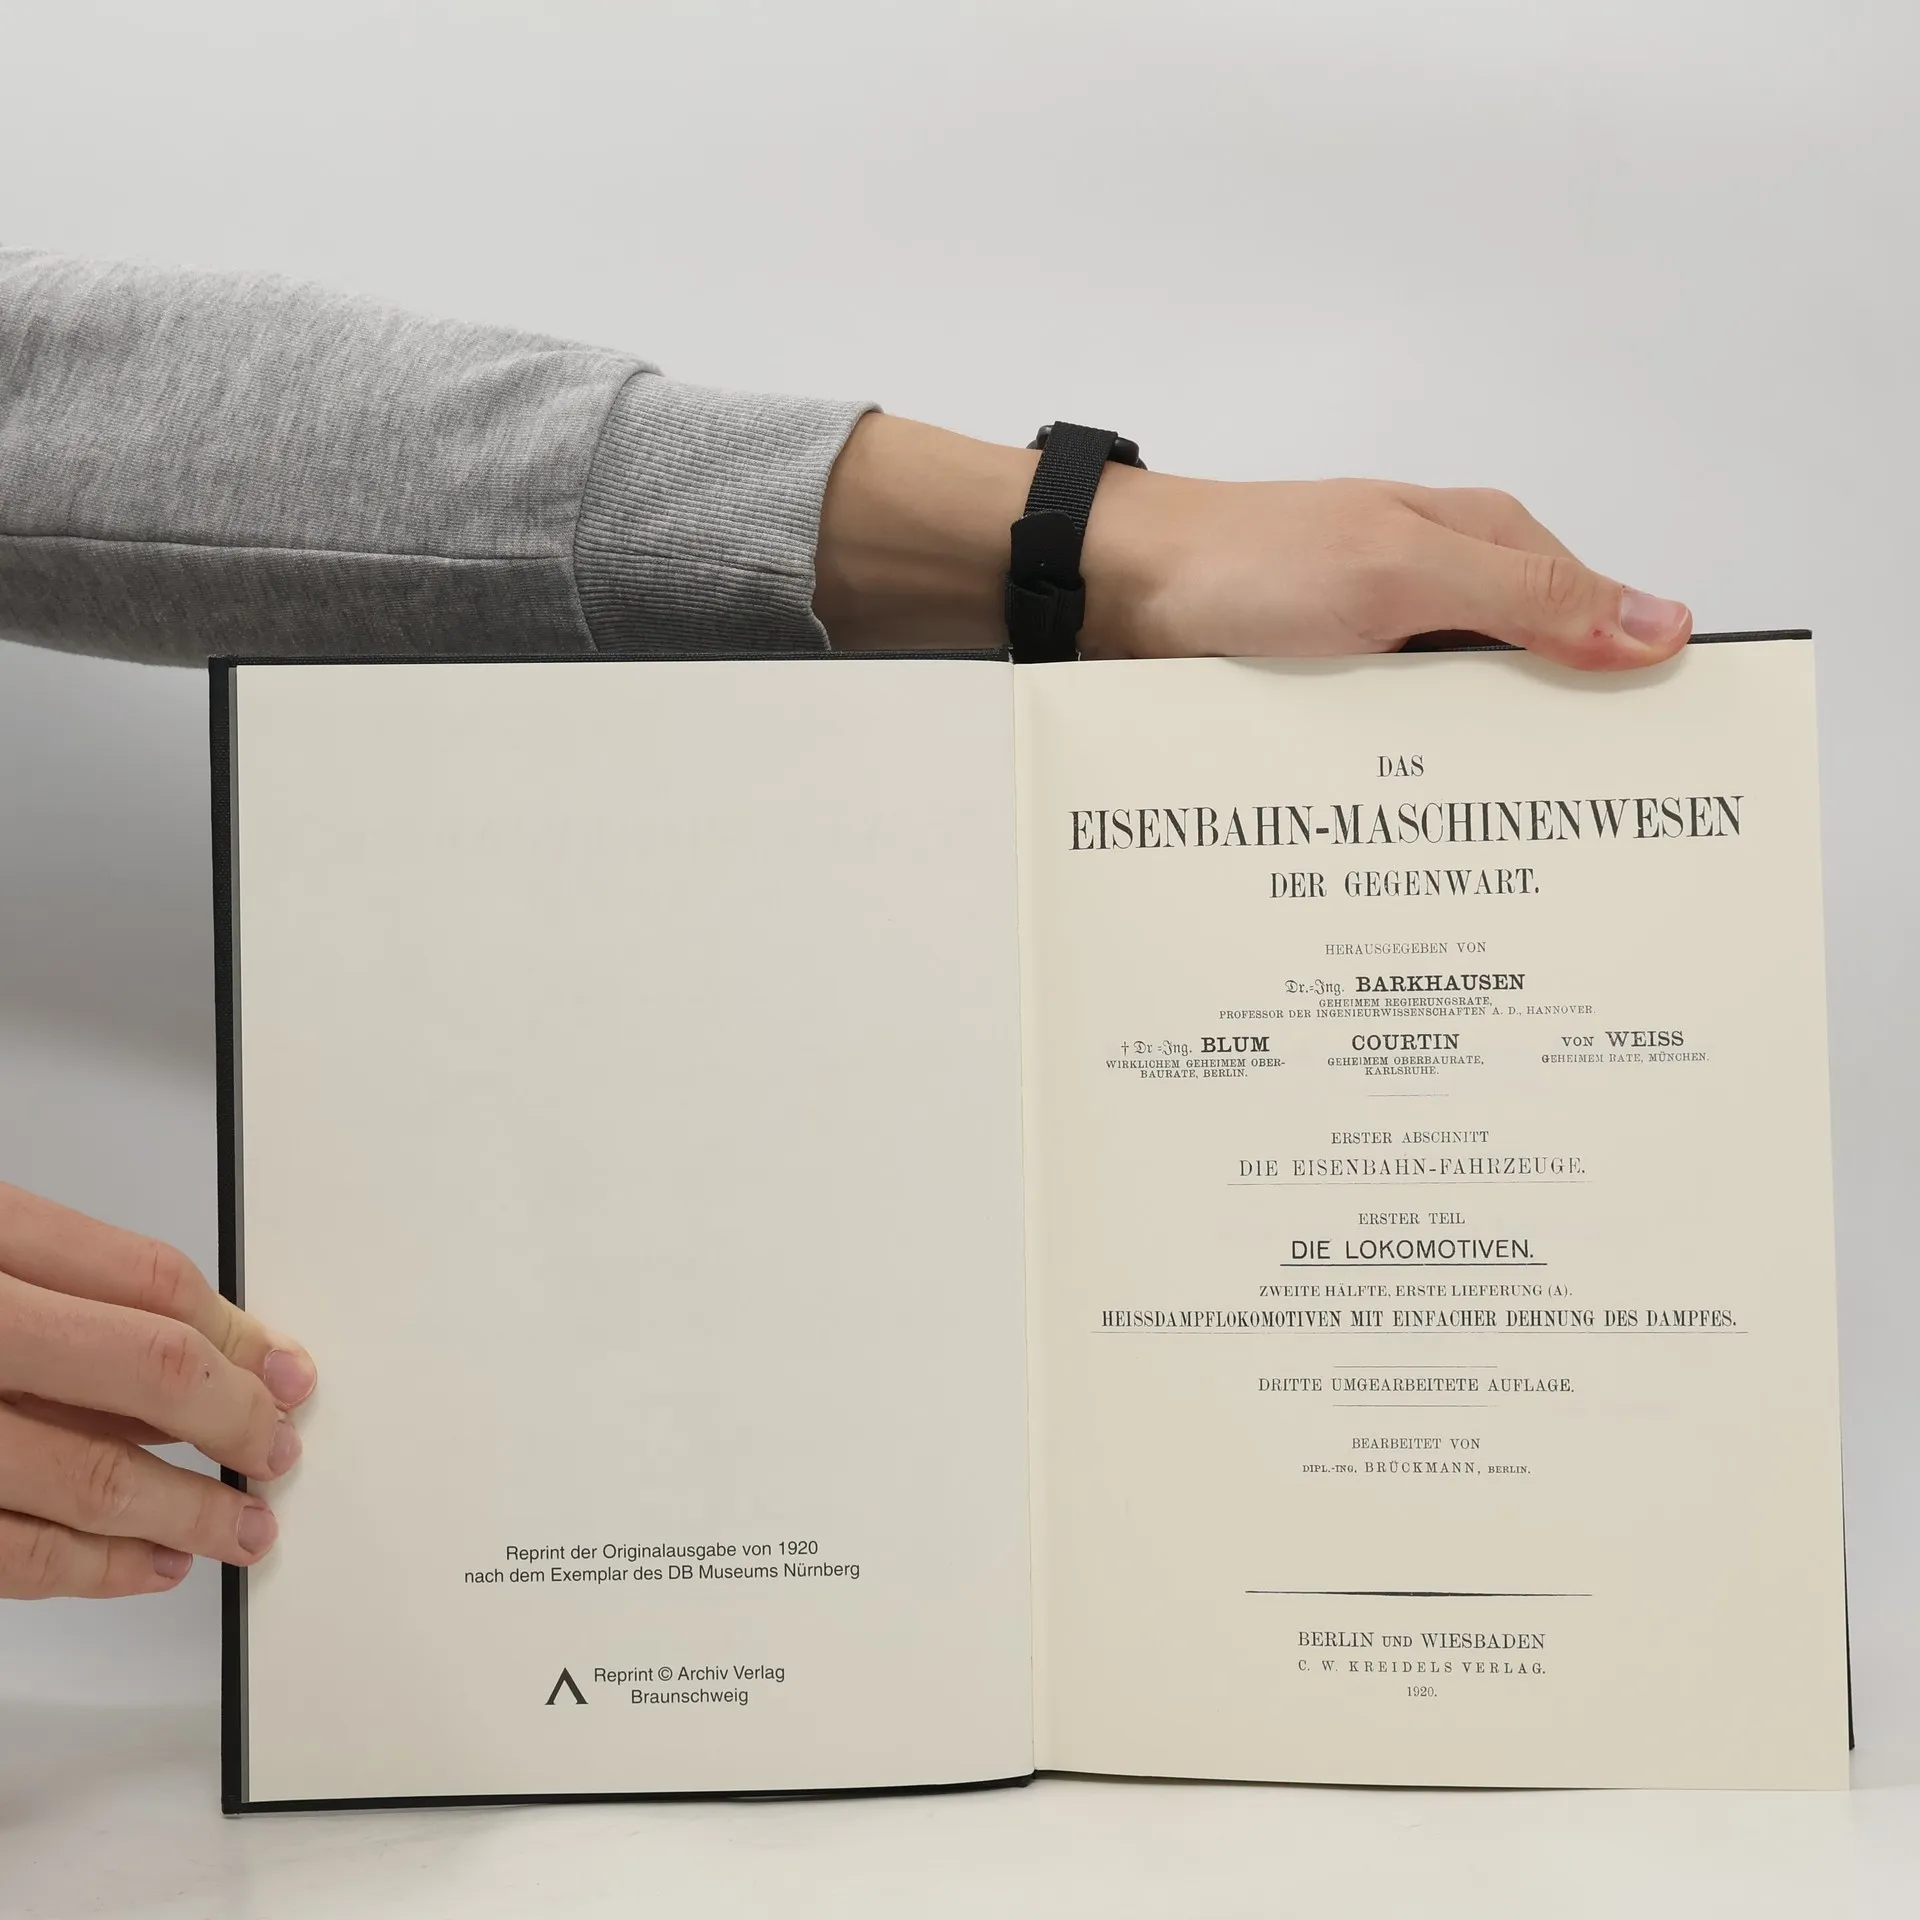 Reprint der Originalausgabe von 1920
nach dem Exemplar des DB Museums Nürnberg
Reprint © Archiv Verlag
Braunschweig
DAS
EISENBAHN-MASCHINENWESEN
DER GEGENWART.
HERAUSGEGEBEN VON
Dr.-Ing. BARKHAUSEN
GEHEIMEM REGIERUNGSRATE,
PROFESSOR DER INGENIEURWISSENSCHAFTEN A. D., HANNOVER.
† Dr-Ing. BLUM
WIRKLICHEM GEHEIMEM OBER-
BAURATE, BERLIN.
COURTIN
GEHEIMEM OBERBAURATE,
KARLSRUHE.
VON WEISS
GEHEIMEM RATE, MÜNCHEN.
ERSTER ABSCHNITT
DIE EISENBAHN-FAHRZEUGE.
ERSTER TEIL
DIE LOKOMOTIVEN.
ZWEITE HÄLFTE, ERSTE LIEFERUNG (A).
HEISSDAMPFLOKOMOTIVEN MIT EINFACHER DEHNUNG DES DAMPFES.
DRITTE UMGEARBEITETE AUFLAGE.
BEARBEITET VON
DIPL.-ING. BRÜCKMANN, BERLIN.
BERLIN UND WIESBADEN
C. W. KREIDELS VERLAG.
1920.